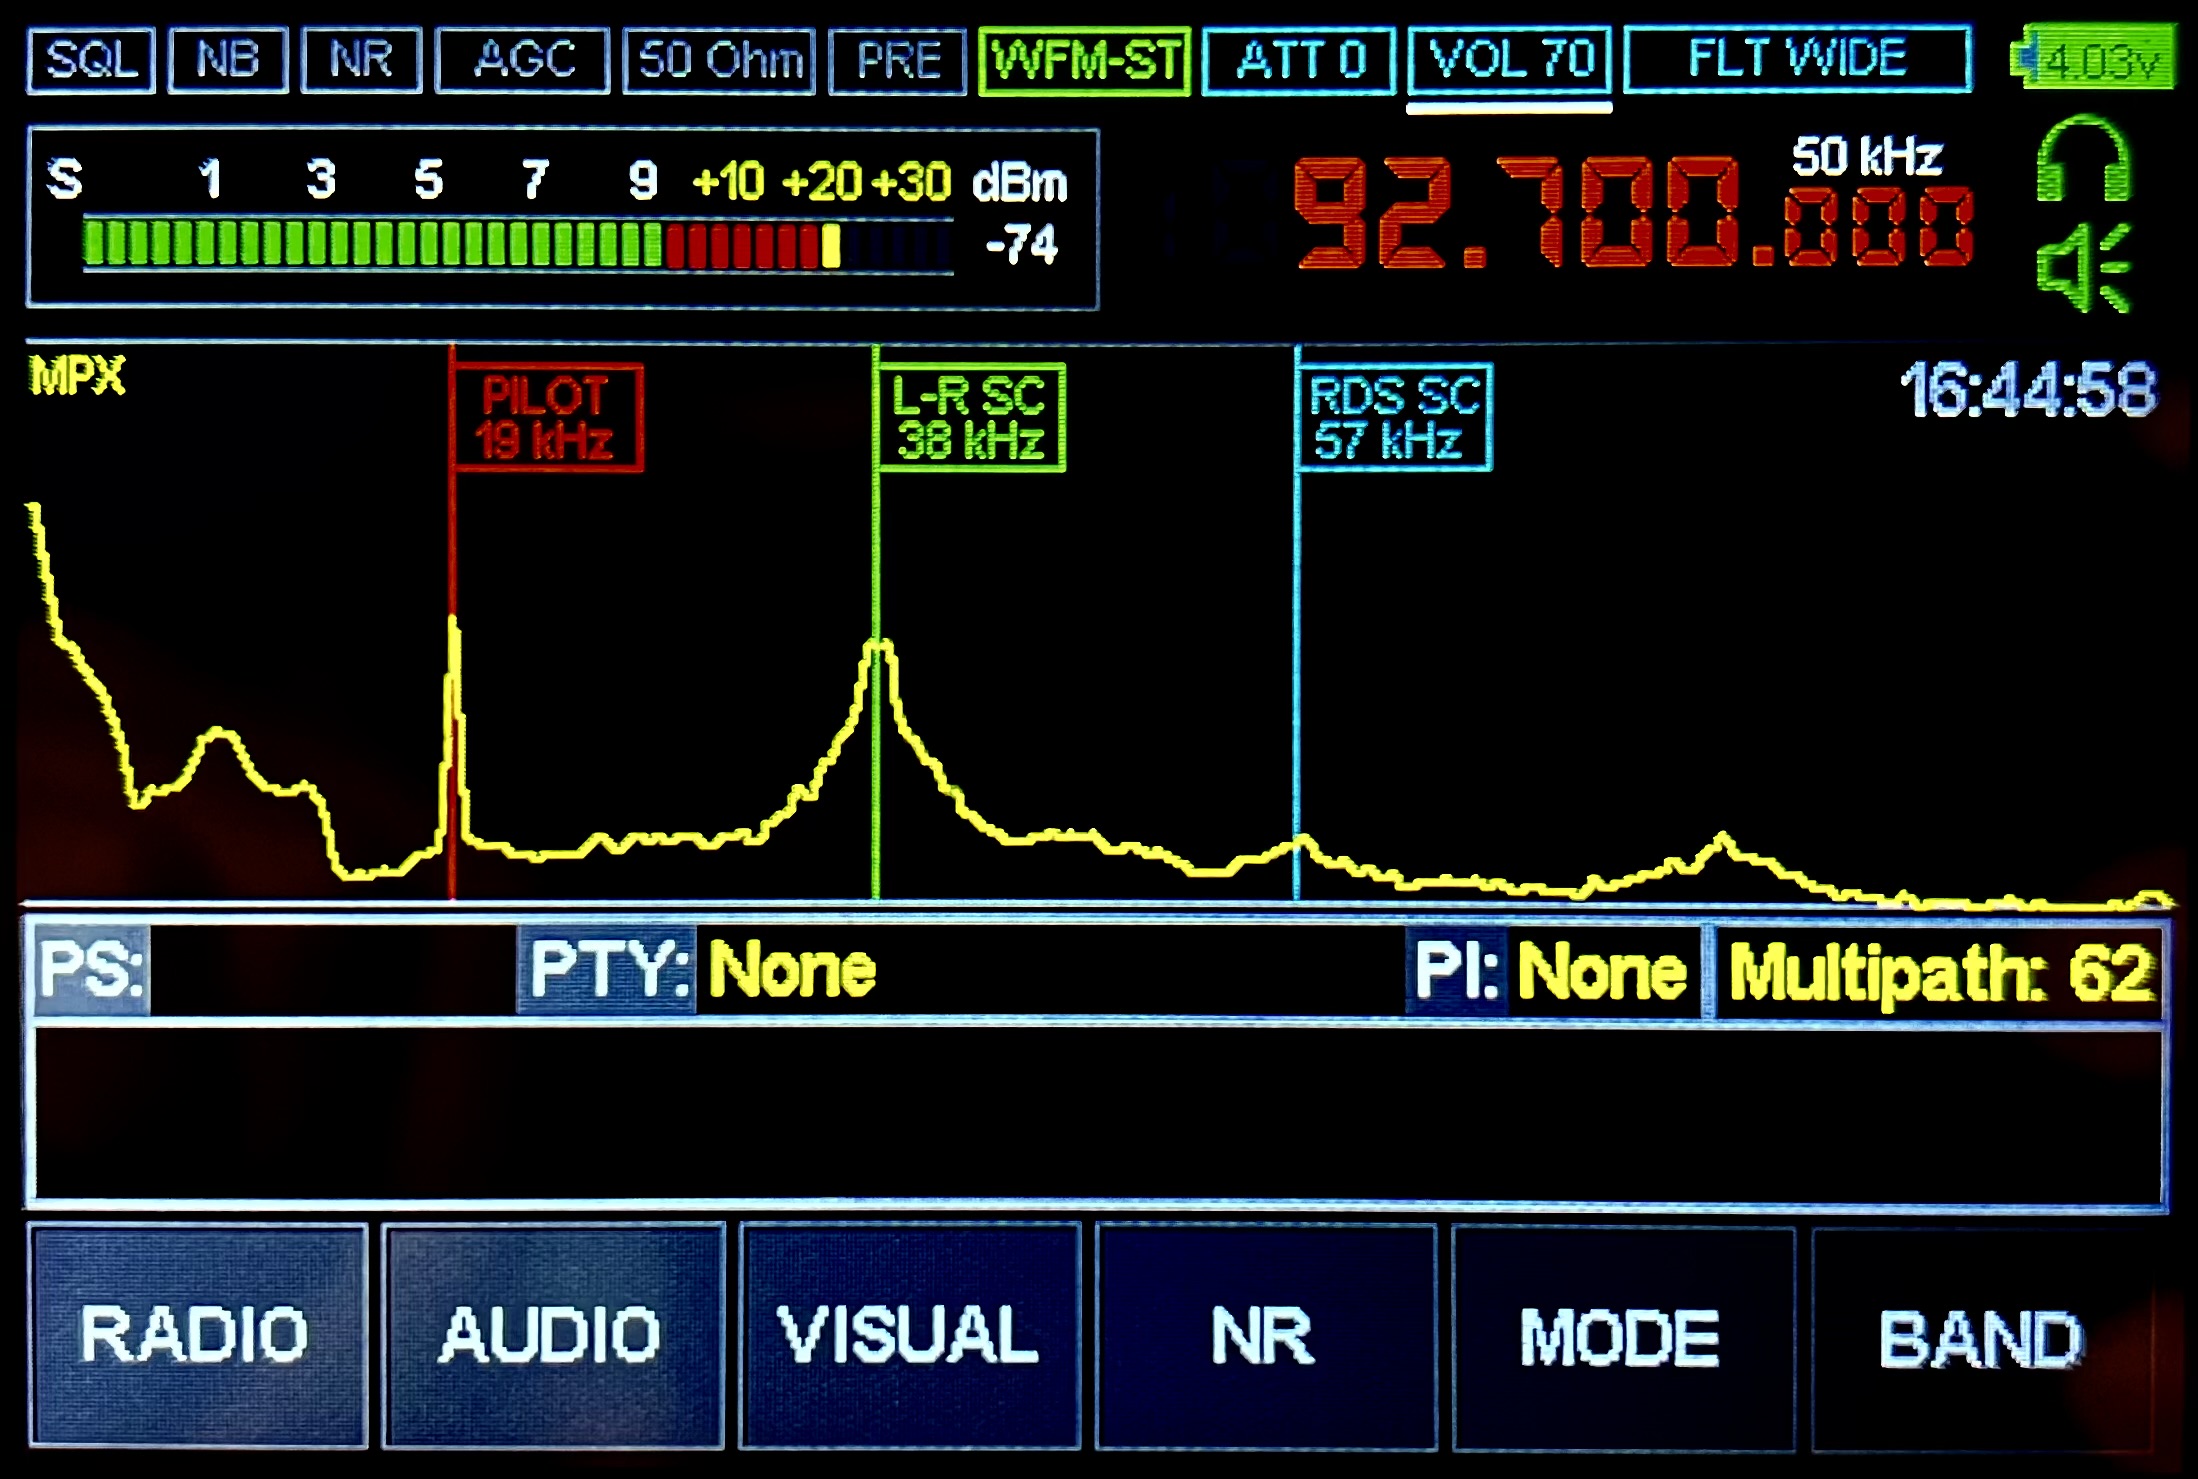 SQL NB NR AGC 50 Ohm PRE WFM-ST ATT 0 VOL 70 FLT WIDE 4.03v
S 1 3 5 7 9 +10 +20 +30 dBm
-74
50 kHz
92.700.000
MPX
PILOT
19 kHz
L-R SC
38 kHz
RDS SC
57 kHz
16:44:58
PS: PTY: None PI: None Multipath: 62
RADIO AUDIO VISUAL NR MODE BAND